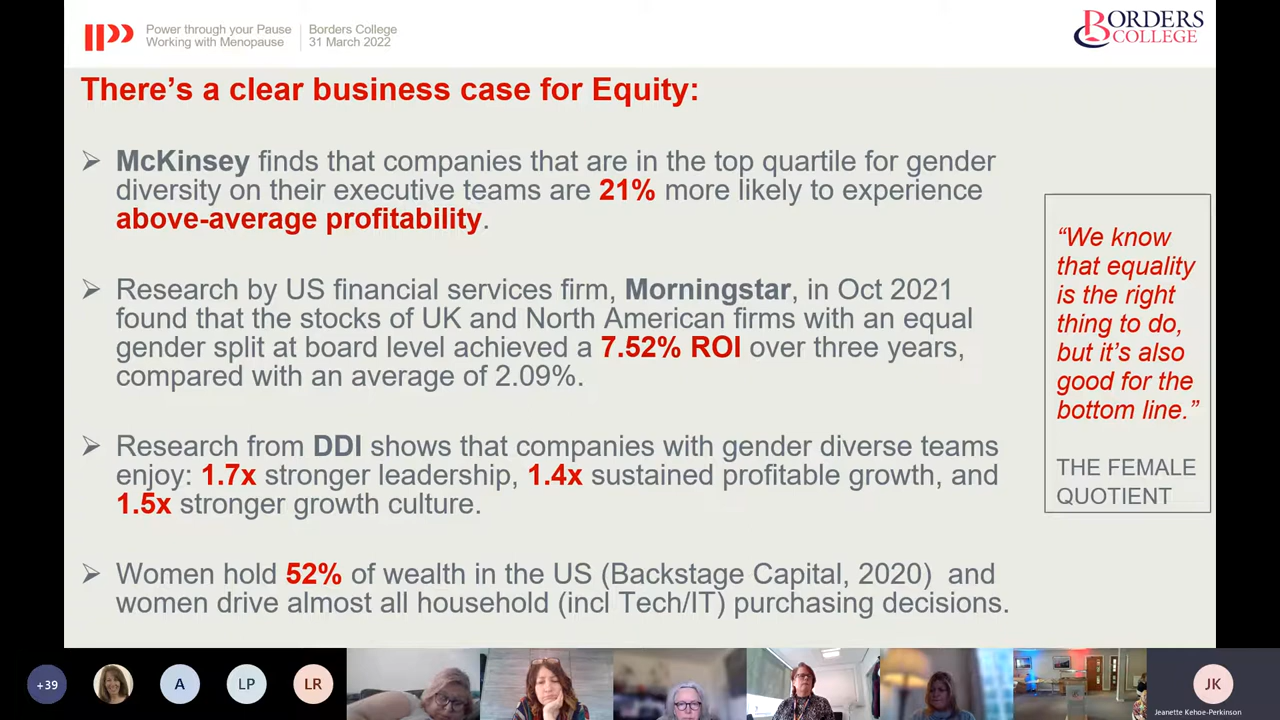 Power through your Pause
Working with Menopause
Borders College
31 March 2022
BORDERS
COLLEGE
There’s a clear business case for Equity:
McKinsey finds that companies that are in the top quartile for gender
diversity on their executive teams are 21% more likely to experience
above-average profitability.
Research by US financial services firm, Morningstar, in Oct 2021
found that the stocks of UK and North American firms with an equal
gender split at board level achieved a 7.52% ROI over three years,
compared with an average of 2.09%.
Research from DDI shows that companies with gender diverse teams
enjoy: 1.7x stronger leadership, 1.4x sustained profitable growth, and
1.5x stronger growth culture.
Women hold 52% of wealth in the US (Backstage Capital, 2020)  and
women drive almost all household (incl Tech/IT) purchasing decisions.
“We know
that equality
is the right
thing to do,
but it’s also
good for the
bottom line.”
THE FEMALE
QUOTIENT
+39
A
LP
LR
JK
Jeanette Kehoe-Perkinson